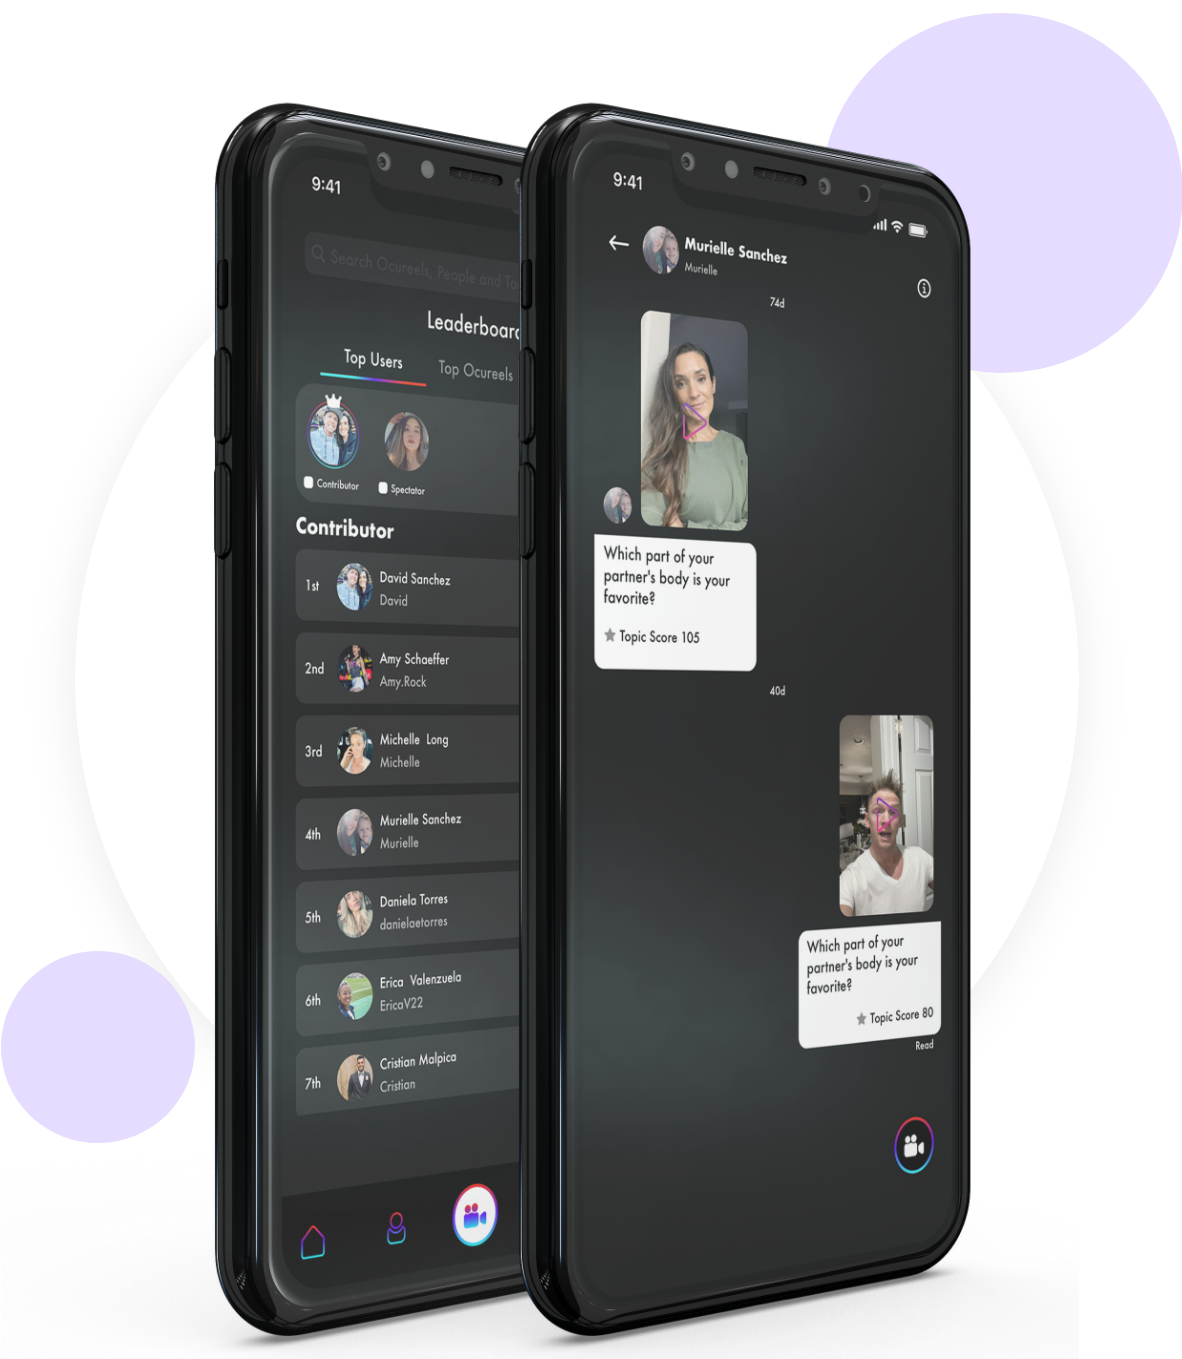 9:41
Search Ocureels, People and To
Leaderboard
Top Users
Top Ocureels
Contributor
Spectator
Contributor
1st
David Sanchez
David
2nd
Amy Schaeffer
Amy.Rock
3rd
Michelle Long
Michelle
4th
Murielle Sanchez
Murielle
5th
Daniela Torres
danielaetorres
6th
Erica Valenzuela
EricaV22
7th
Cristian Malpica
Cristian
9:41
Murielle Sanchez
Murielle
74d
Which part of your
partner's body is your
favorite?
Topic Score 105
40d
Which part of your
partner's body is your
favorite?
Topic Score 80
Read